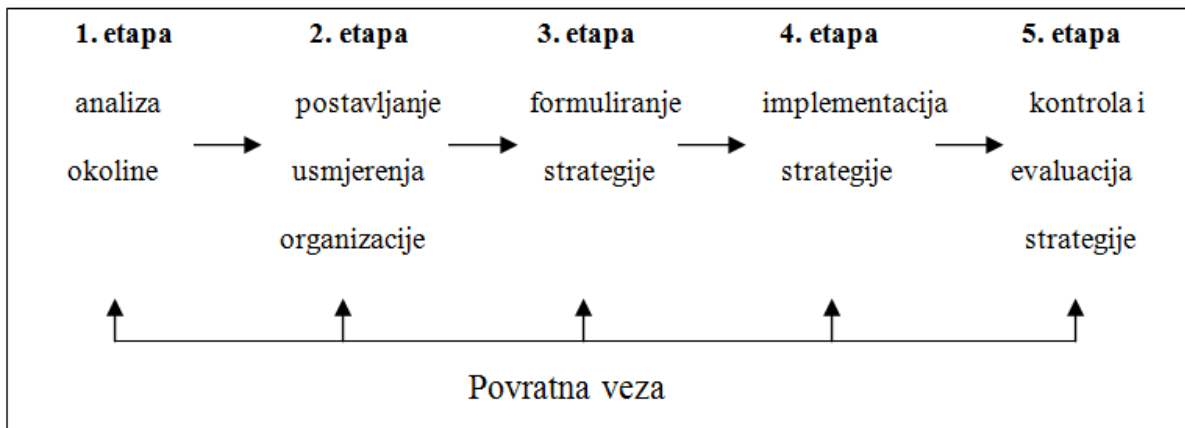 1. etapa 2. etapa 3. etapa 4. etapa 5. etapa
analiza postavljanje formuliranje implementacija kontrola i
okoline usmjerenja strategije strategije evaluacija
organizacije strategije
Povratna veza